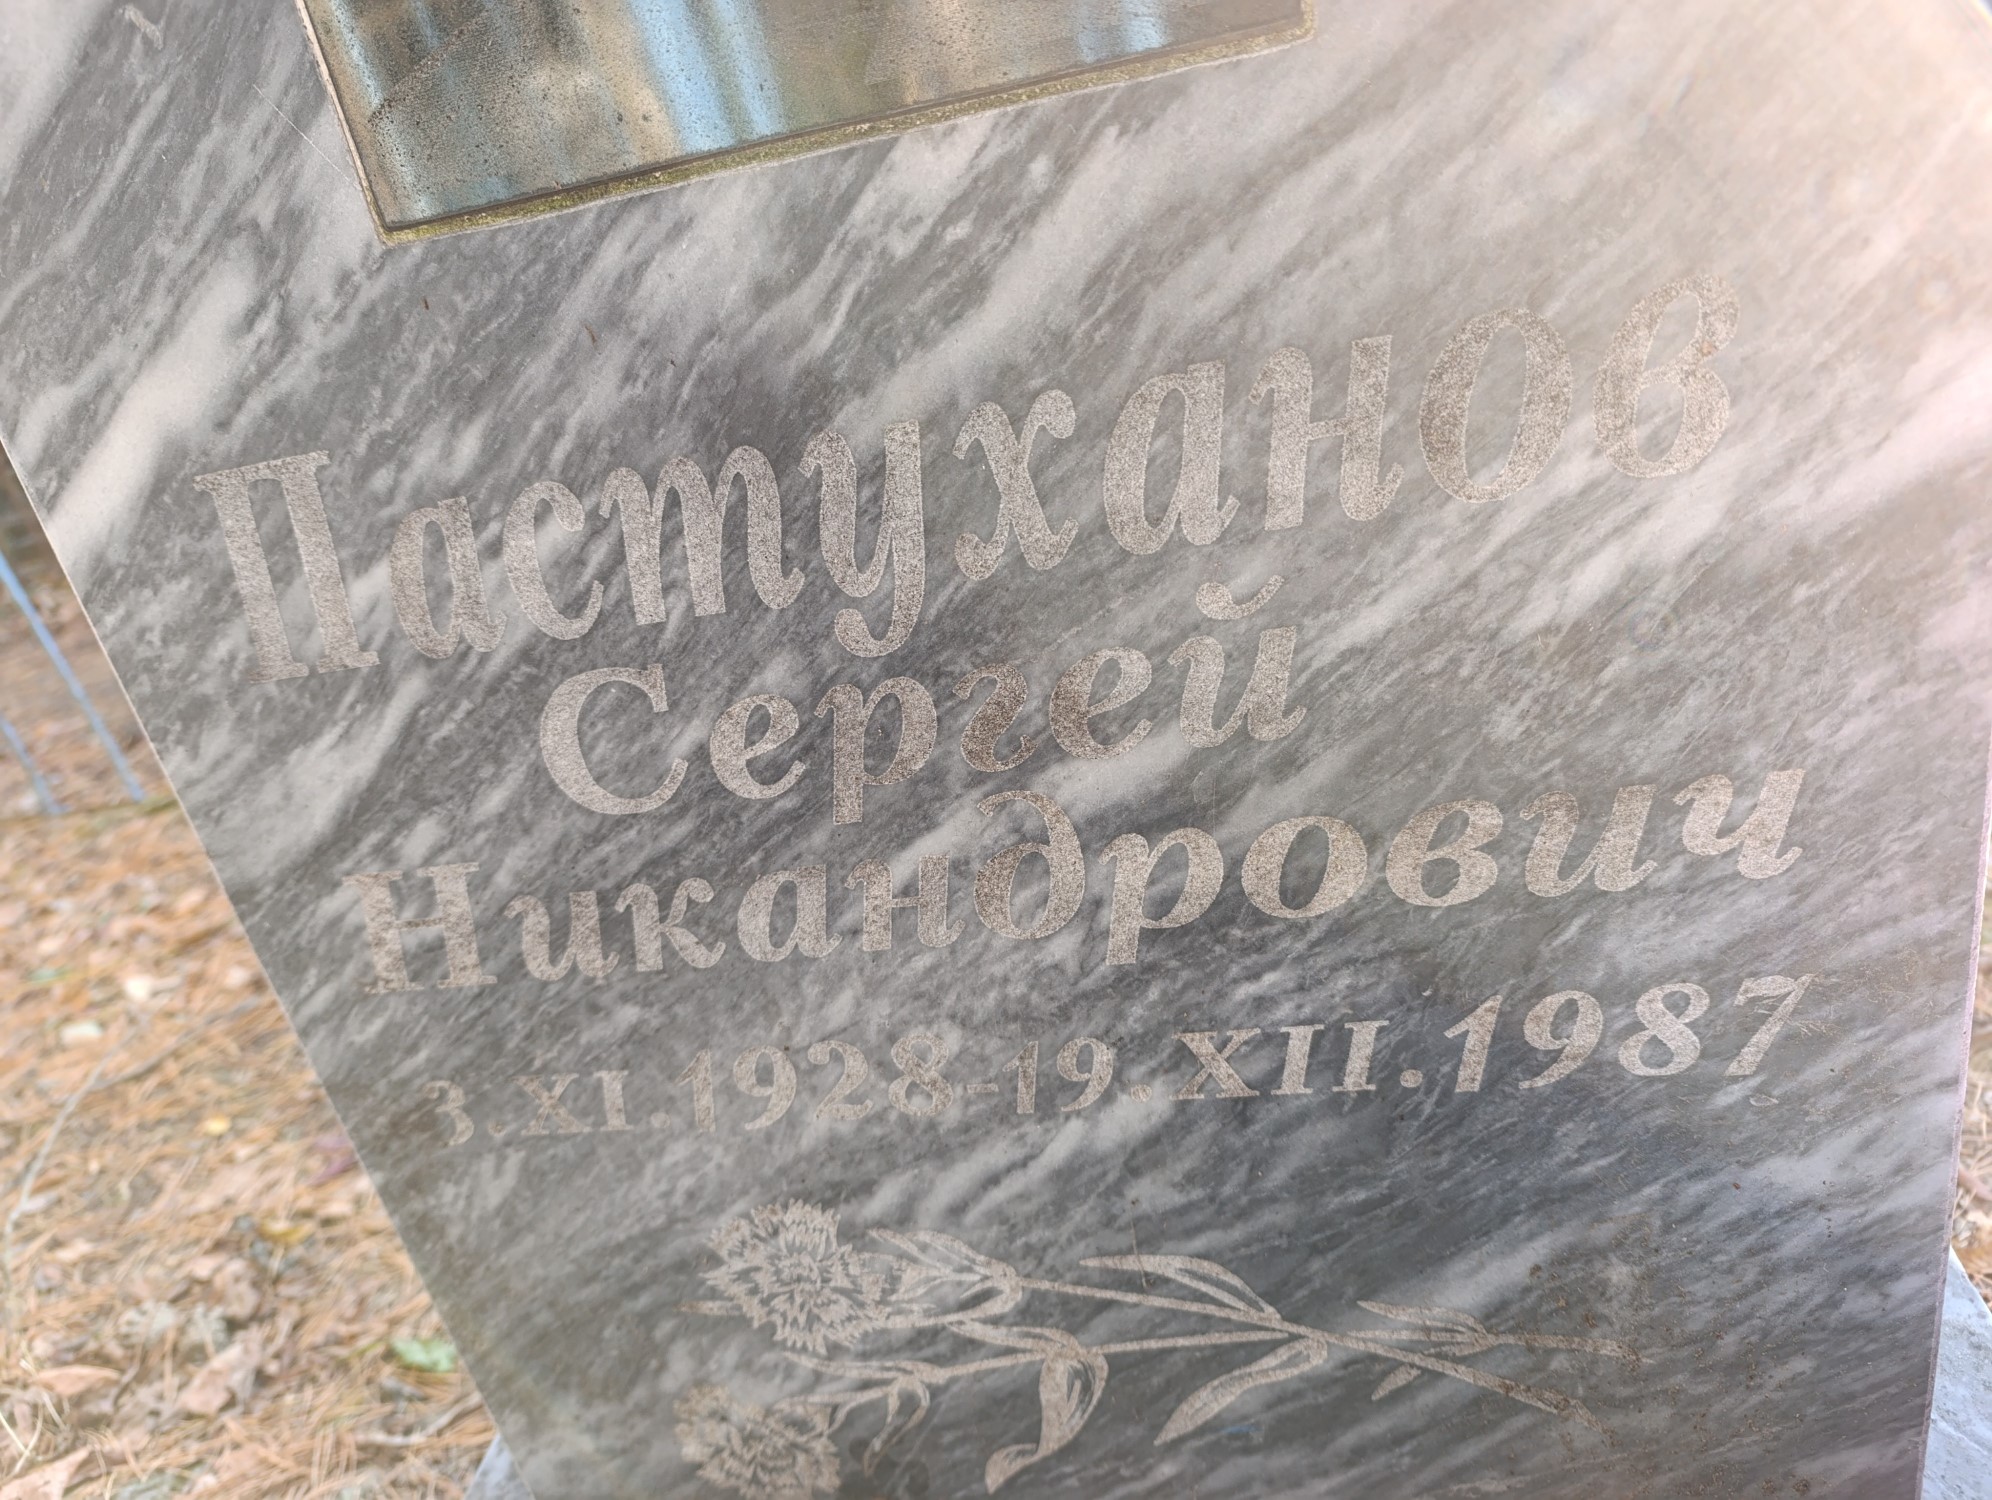 Пастуханов
Сергей
Никандрович
3.XI.1928-19.XII.1987